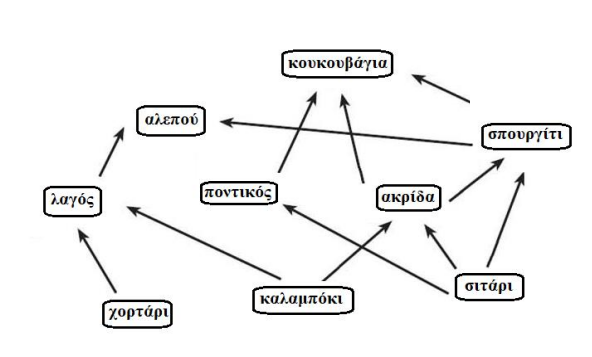 κουκουβάγια
αλεπού
σπουργίτι
λαγός
ποντικός
ακρίδα
χορτάρι
καλαμπόκι
σιτάρι